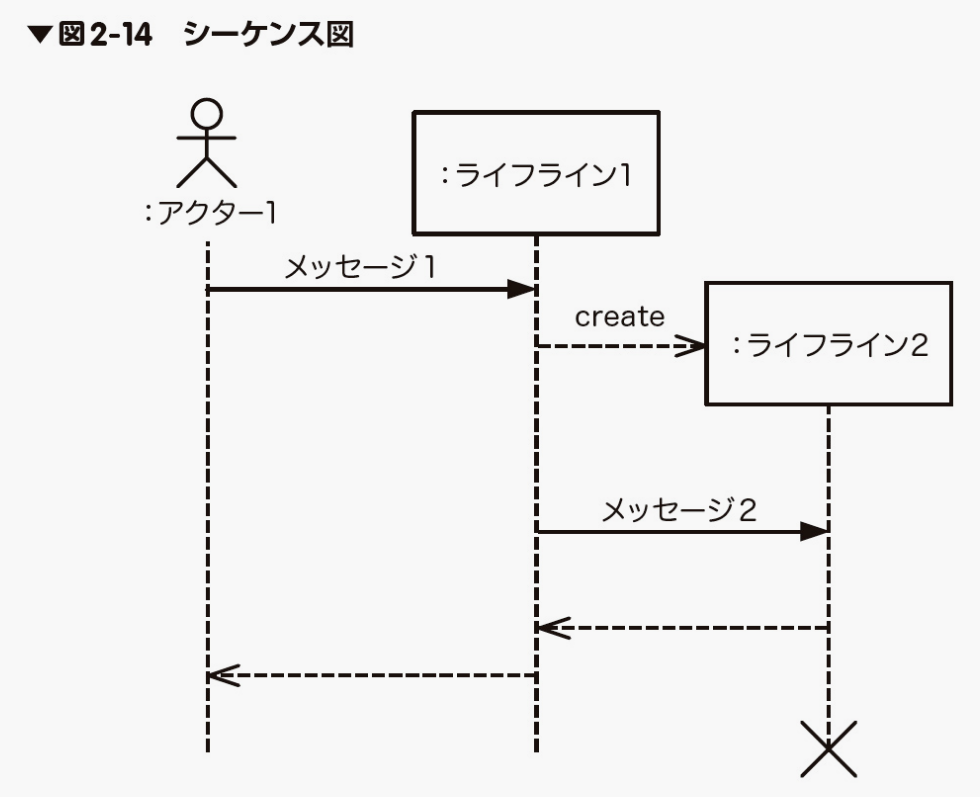 ▼図2-14　シーケンス図
:アクター1
:ライフライン1
メッセージ1
create
:ライフライン2
メッセージ2